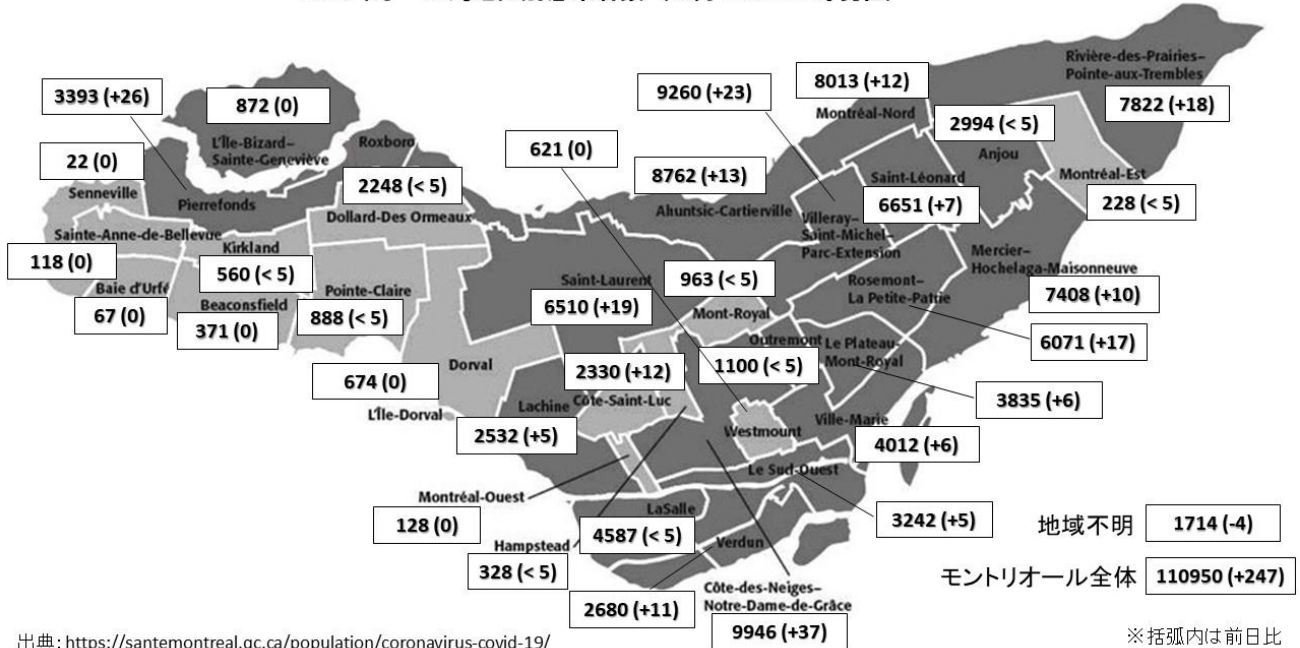 Rivière-des-Prairies–
Pointe-aux-Trembles
7822 (+18)
8013 (+12)
Montréal-Nord
9260 (+23)
2994 (< 5)
Anjou
3393 (+26)
872 (0)
L'Île-Bizard–
Sainte-Geneviève
Roxboro
621 (0)
22 (0)
Senneville
Pierrefonds
2248 (< 5)
Dollard-Des Ormeaux
8762 (+13)
Ahuntsic-Cartierville
Saint-Léonard
6651 (+7)
Montréal-Est
228 (< 5)
Villeray–
Saint-Michel–
Parc-Extension
Sainte-Anne-de-Bellevue
118 (0)
Kirkland
560 (< 5)
Baie d'Urfé
67 (0)
Beaconsfield
371 (0)
Pointe-Claire
888 (< 5)
Saint-Laurent
6510 (+19)
963 (< 5)
Mont-Royal
Mercier–
Hochelaga-Maisonneuve
7408 (+10)
Rosemont–
La Petite-Patrie
6071 (+17)
Outremont
1100 (< 5)
Le Plateau-
Mont-Royal
3835 (+6)
Dorval
674 (0)
L'Île-Dorval
2330 (+12)
Côte-Saint-Luc
Lachine
2532 (+5)
Westmount
Ville-Marie
4012 (+6)
Le Sud-Ouest
3242 (+5)
Montréal-Ouest
128 (0)
LaSalle
4587 (< 5)
Hampstead
328 (< 5)
Verdun
2680 (+11)
Côte-des-Neiges–
Notre-Dame-de-Grâce
9946 (+37)
地域不明 1714 (-4)
モントリオール全体 110950 (+247)
出典: https://santemontreal.qc.ca/population/coronavirus-covid-19/
※括弧内は前日比